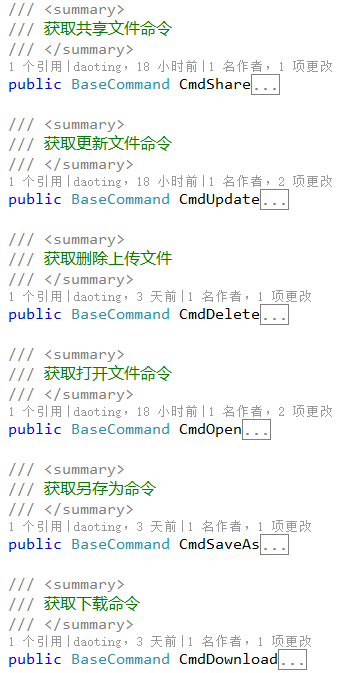 /// <summary>
/// 获取共享文件命令
/// </summary>
1 个引用|daoting，18 小时前|1 名作者，1 项更改
public BaseCommand CmdShare...
/// <summary>
/// 获取更新文件命令
/// </summary>
1 个引用|daoting，18 小时前|1 名作者，2 项更改
public BaseCommand CmdUpdate...
/// <summary>
/// 获取删除上传文件
/// </summary>
1 个引用|daoting，3 天前|1 名作者，1 项更改
public BaseCommand CmdDelete...
/// <summary>
/// 获取打开文件命令
/// </summary>
1 个引用|daoting，18 小时前|1 名作者，2 项更改
public BaseCommand CmdOpen...
/// <summary>
/// 获取另存为命令
/// </summary>
1 个引用|daoting，3 天前|1 名作者，1 项更改
public BaseCommand CmdSaveAs...
/// <summary>
/// 获取下载命令
/// </summary>
1 个引用|daoting，3 天前|1 名作者，1 项更改
public BaseCommand CmdDownload...